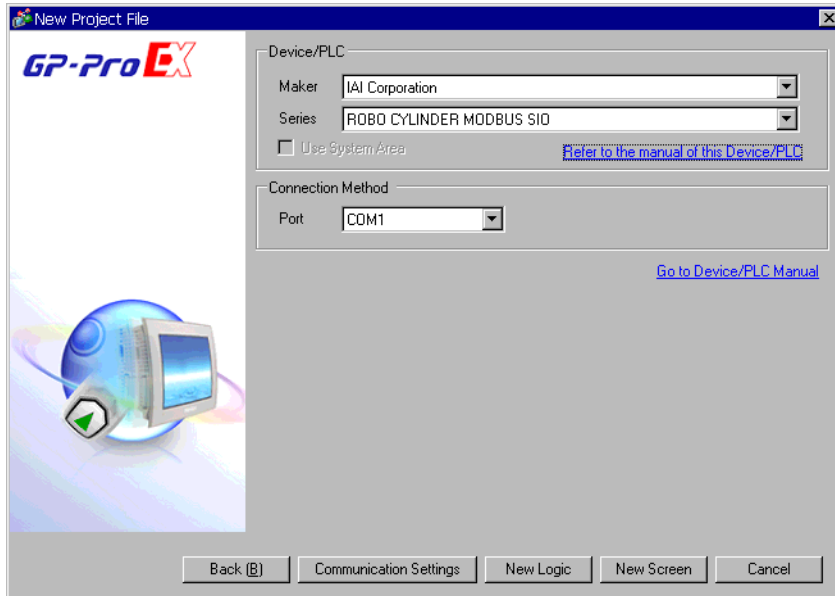 New Project File
GP-Pro EX
Device/PLC
Maker IAI Corporation
Series ROBO CYLINDER MODBUS SIO
Use System Area Refer to the manual of this Device/PLC
Connection Method
Port COM1
Go to Device/PLC Manual
Back (B) Communication Settings New Logic New Screen Cancel